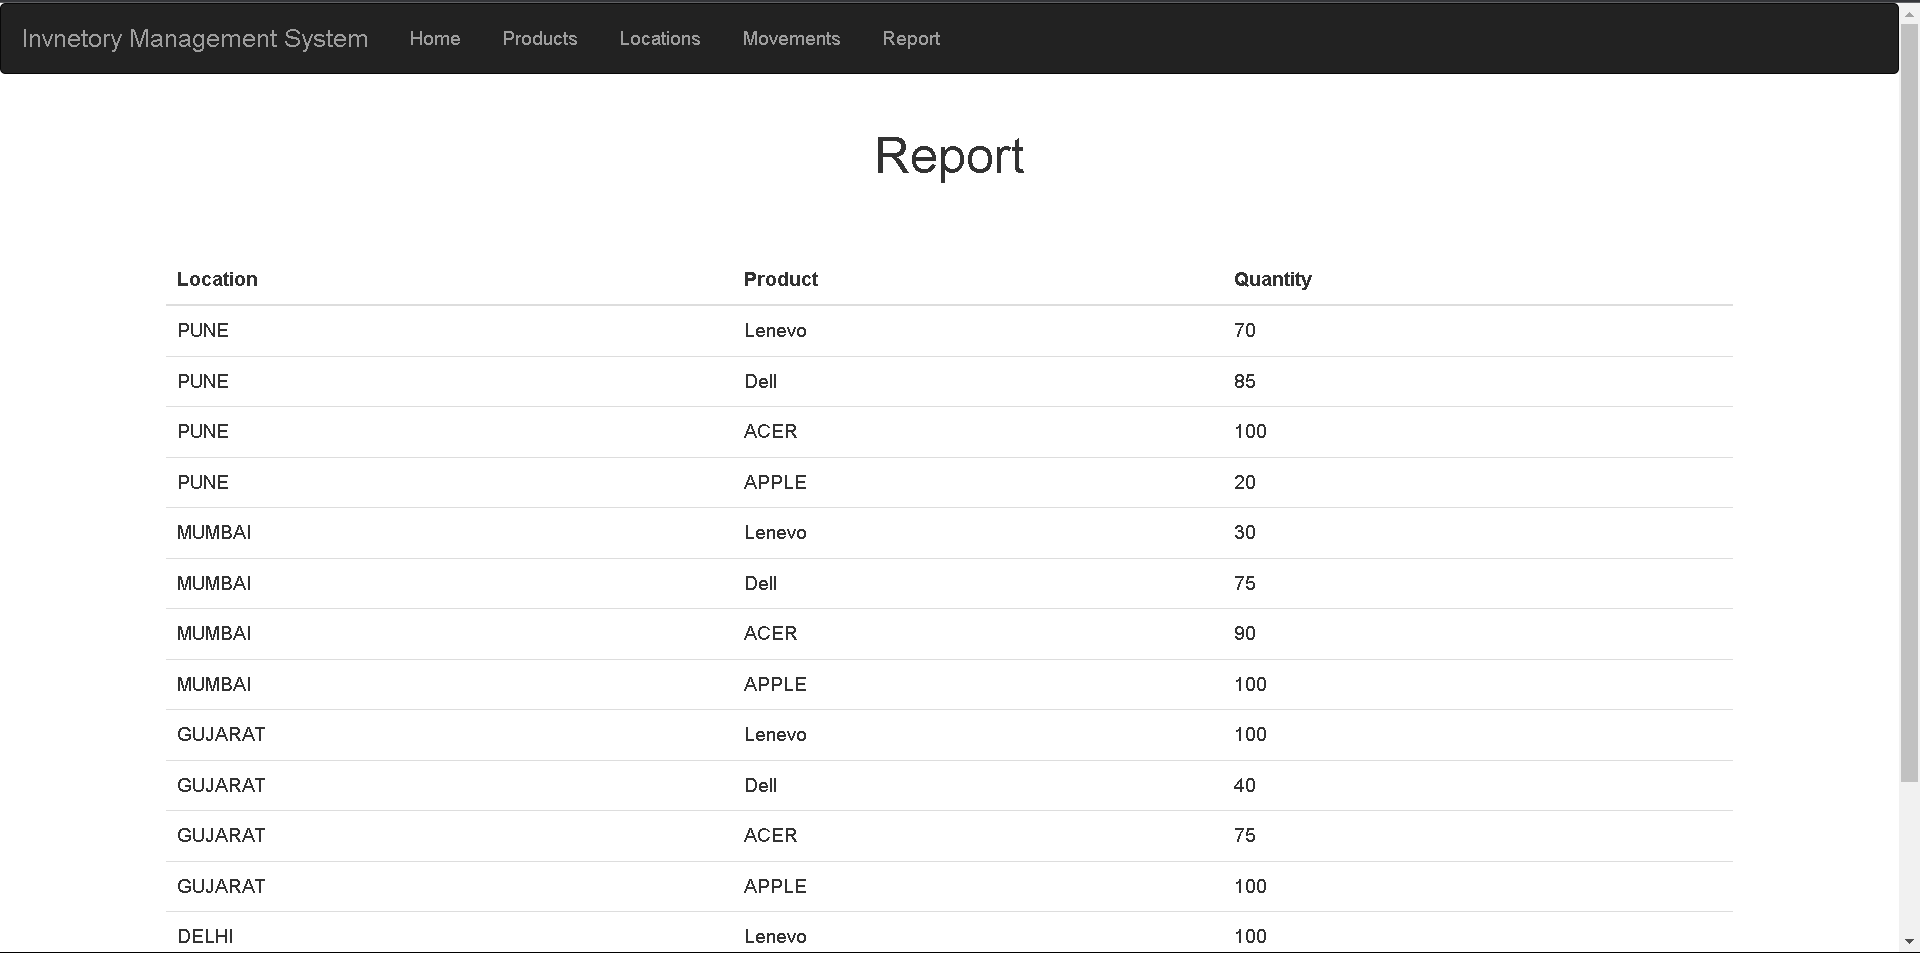 Invnetory Management System Home Products Locations Movements Report
Report
Location Product Quantity
PUNE Lenevo 70
PUNE Dell 85
PUNE ACER 100
PUNE APPLE 20
MUMBAI Lenevo 30
MUMBAI Dell 75
MUMBAI ACER 90
MUMBAI APPLE 100
GUJARAT Lenevo 100
GUJARAT Dell 40
GUJARAT ACER 75
GUJARAT APPLE 100
DELHI Lenevo 100